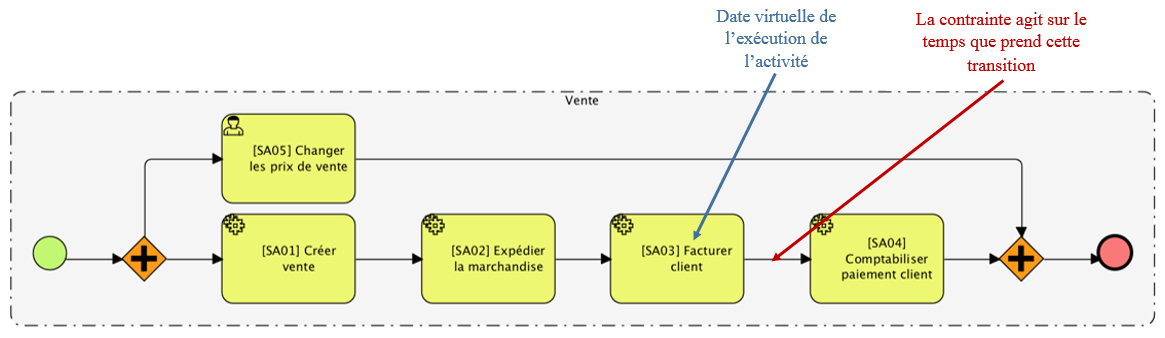 Date virtuelle de
l’exécution de
l’activité
La contrainte agit sur le
temps que prend cette
transition
Vente
[SA05] Changer
les prix de vente
[SA01] Créer
vente
[SA02] Expédier
la marchandise
[SA03] Facturer
client
[SA04]
Comptabiliser
paiement client